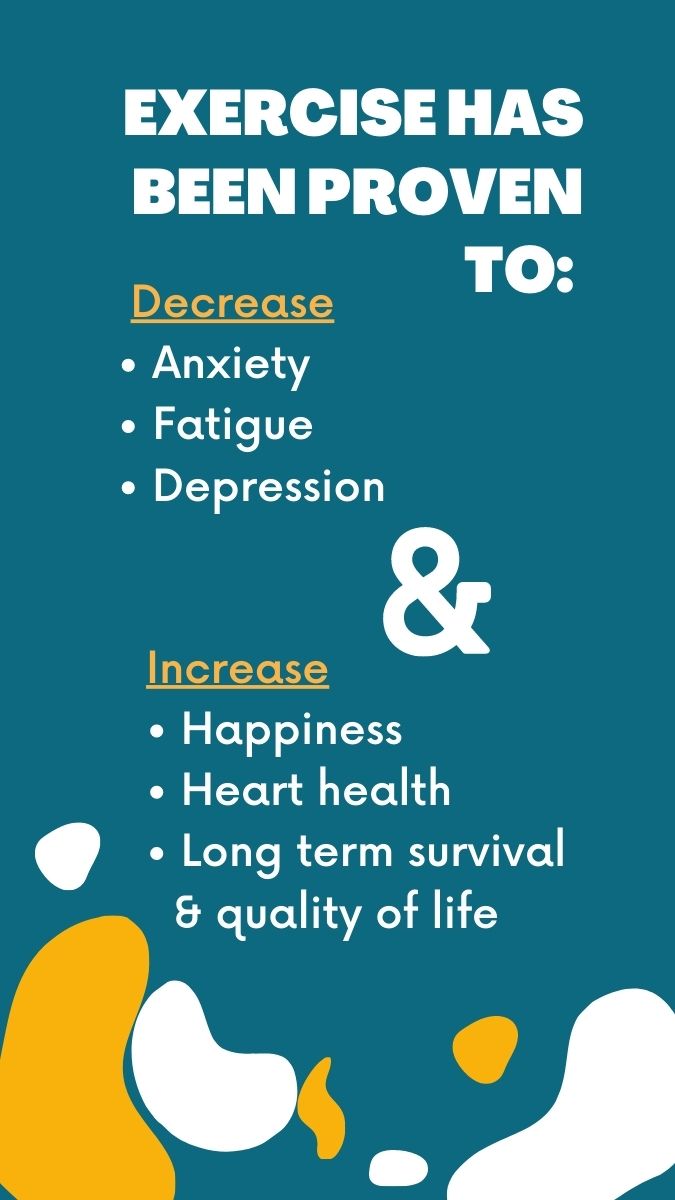 EXERCISE HAS
BEEN PROVEN
TO:
Decrease
• Anxiety
• Fatigue
• Depression
&
Increase
• Happiness
• Heart health
• Long term survival
& quality of life